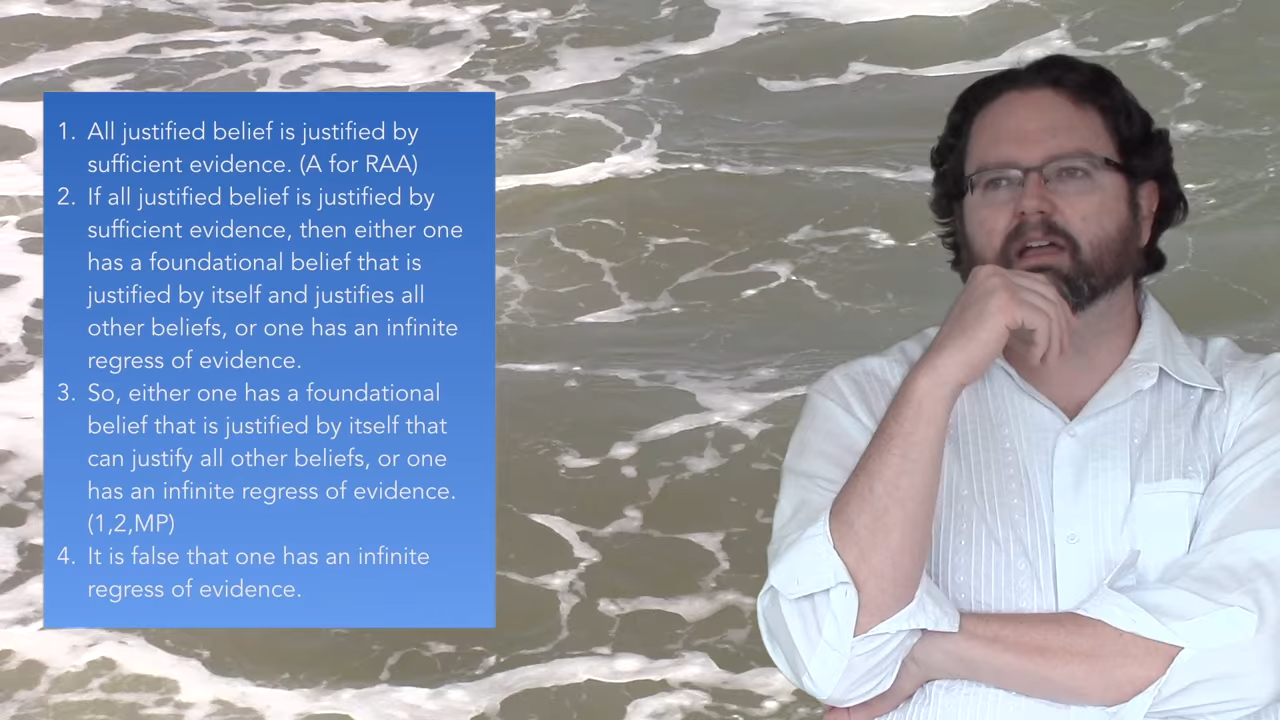 1. All justified belief is justified by
sufficient evidence. (A for RAA)
2. If all justified belief is justified by
sufficient evidence, then either one
has a foundational belief that is
justified by itself and justifies all
other beliefs, or one has an infinite
regress of evidence.
3. So, either one has a foundational
belief that is justified by itself that
can justify all other beliefs, or one
has an infinite regress of evidence.
(1,2,MP)
4. It is false that one has an infinite
regress of evidence.